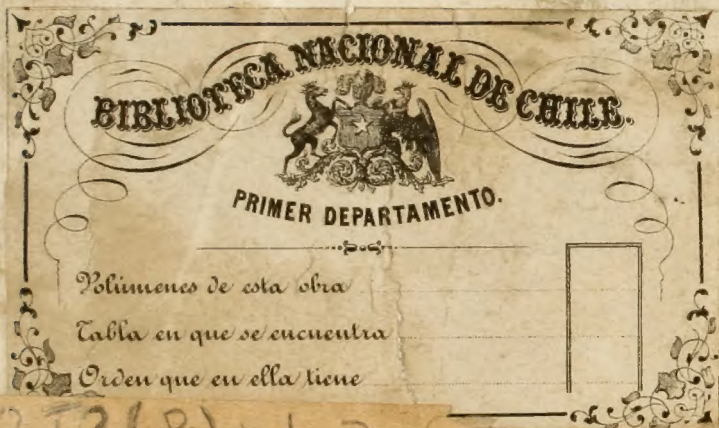 BIBLIOTECA NACIONAL DE CHILE.
PRIMER DEPARTAMENTO.
Volúmenes de esta obra
Tabla en que se encuentra
Orden que en ella tiene